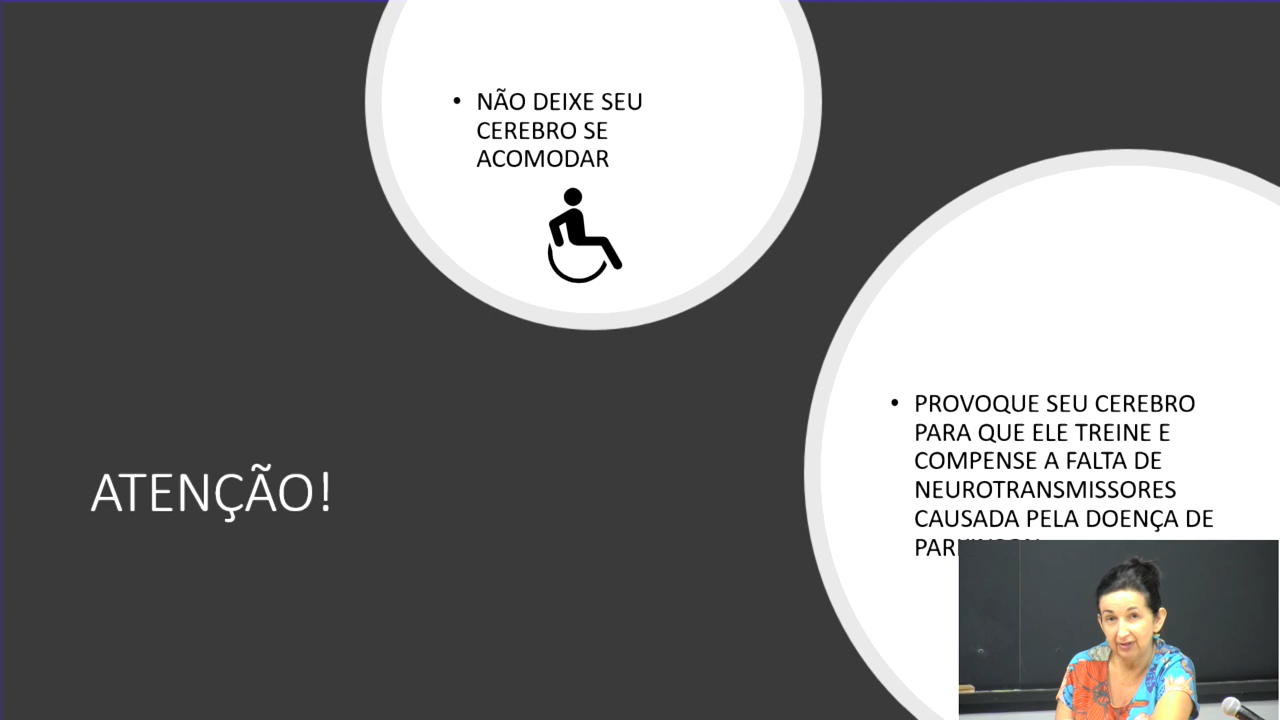 • NÃO DEIXE SEU
CEREBRO SE
ACOMODAR
• PROVOQUE SEU CEREBRO
PARA QUE ELE TREINE E
COMPENSE A FALTA DE
NEUROTRANSMISSORES
CAUSADA PELA DOENÇA DE
PARKINSON
ATENÇÃO!